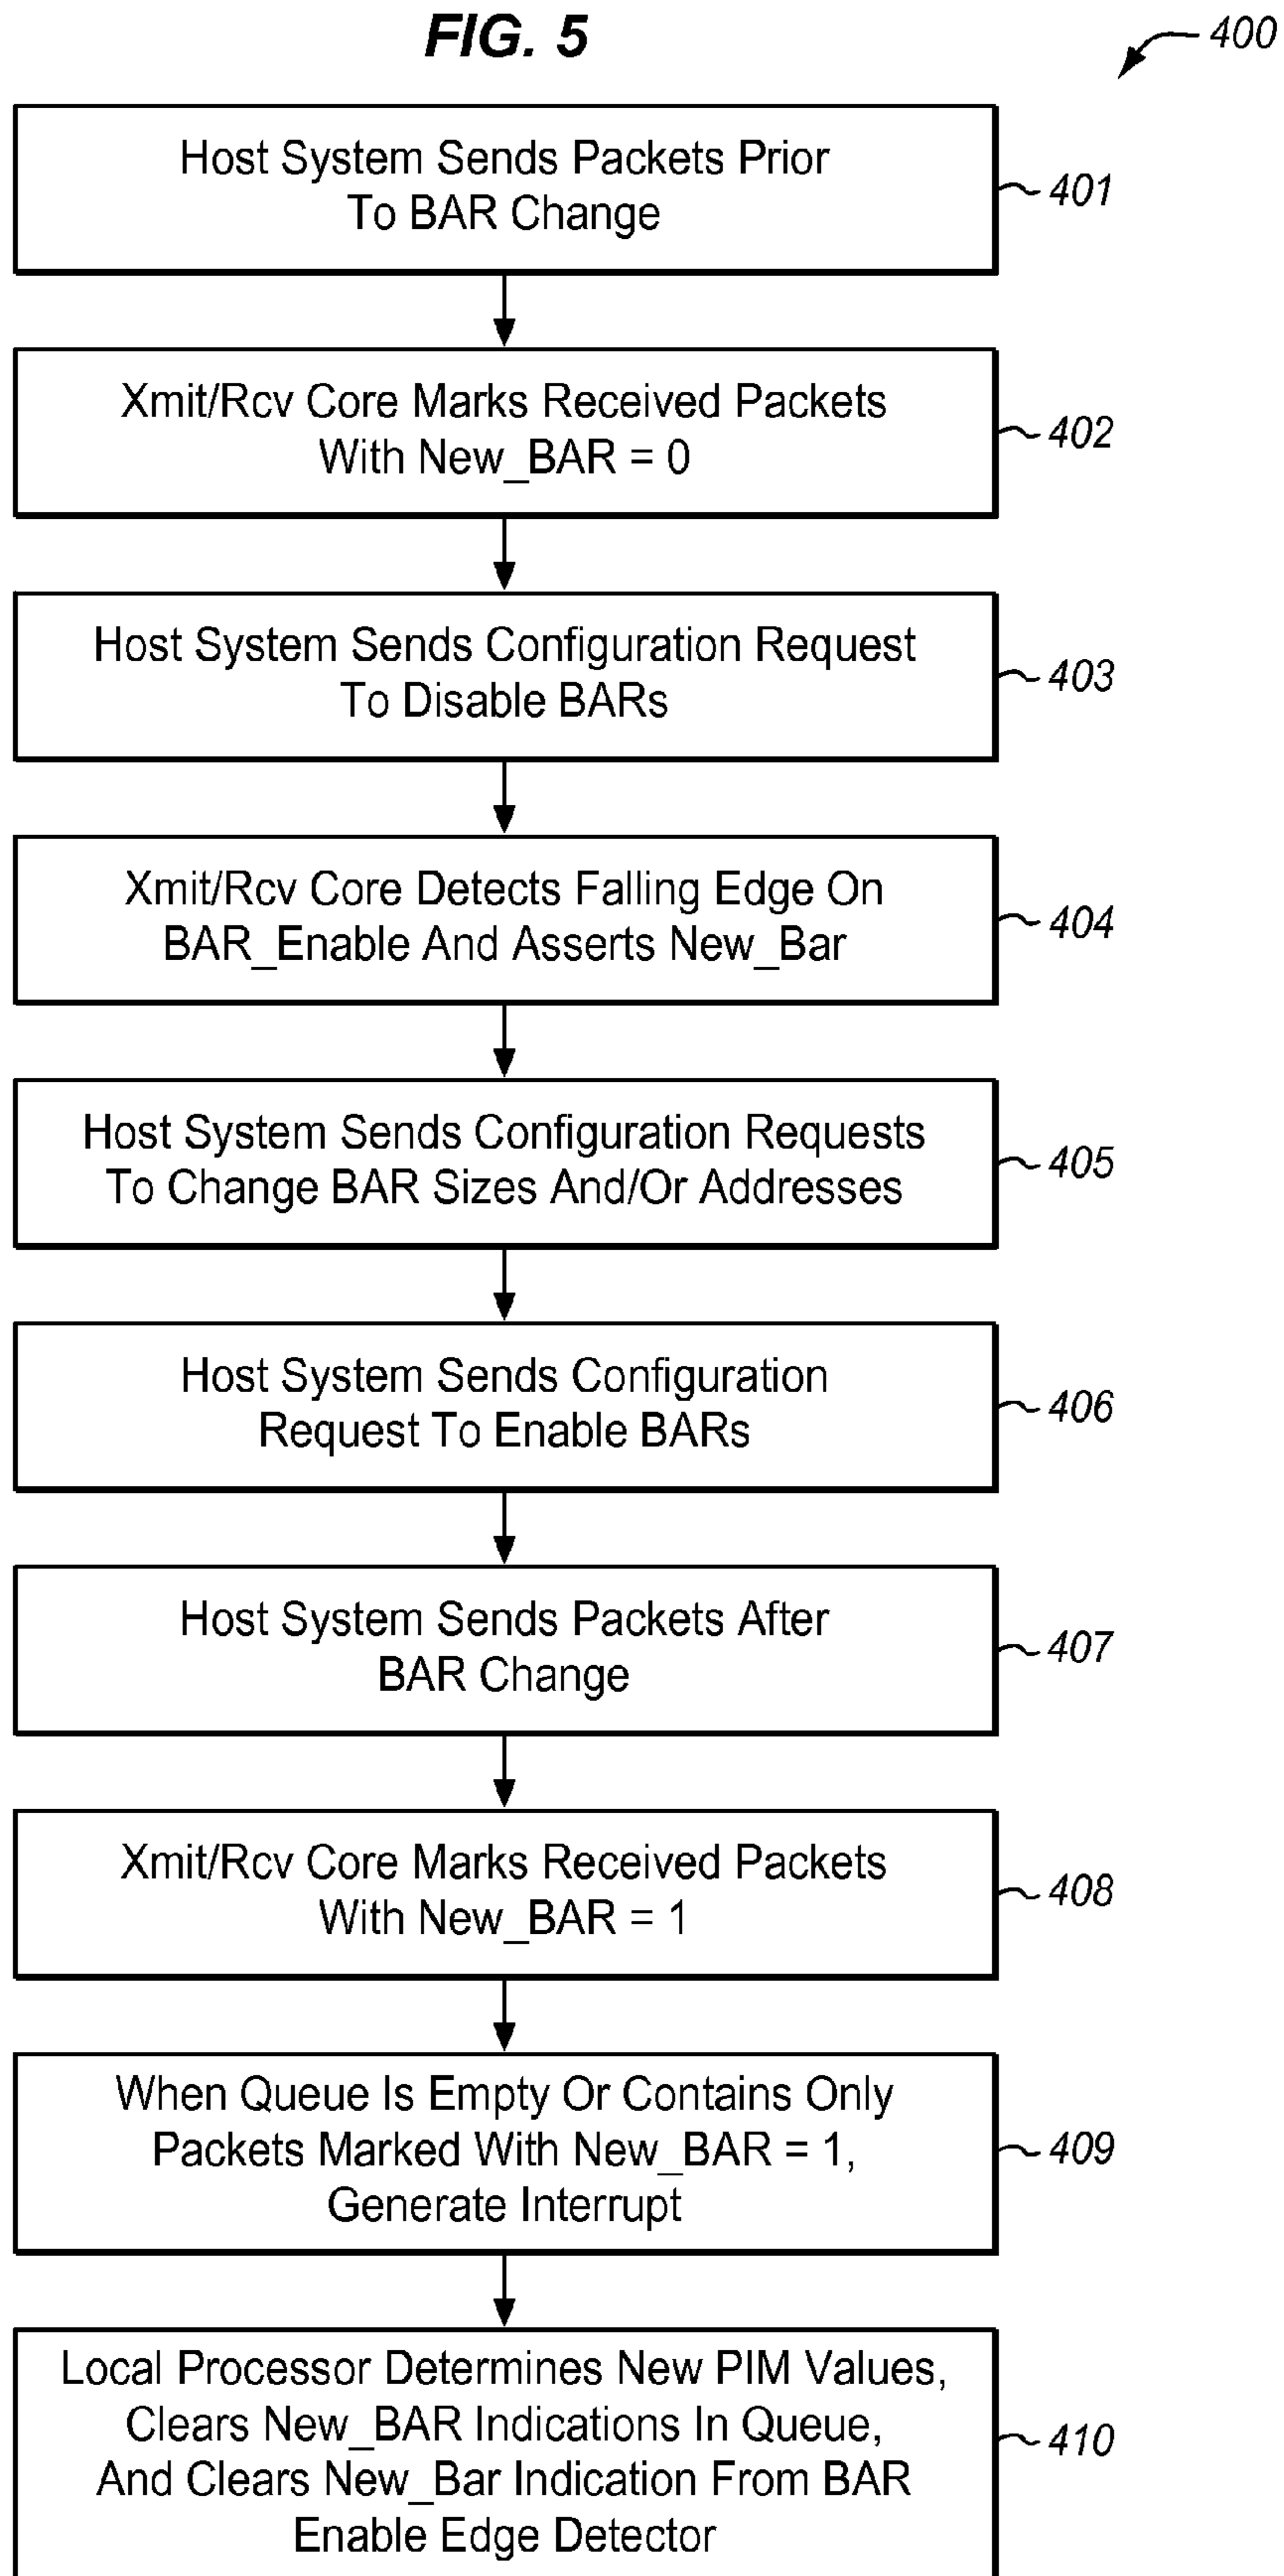 FIG. 5
400
Host System Sends Packets Prior
To BAR Change
401
Xmit/Rcv Core Marks Received Packets
With New_BAR = 0
402
Host System Sends Configuration Request
To Disable BARs
403
Xmit/Rcv Core Detects Falling Edge On
BAR_Enable And Asserts New_Bar
404
Host System Sends Configuration Requests
To Change BAR Sizes And/Or Addresses
405
Host System Sends Configuration
Request To Enable BARs
406
Host System Sends Packets After
BAR Change
407
Xmit/Rcv Core Marks Received Packets
With New_BAR = 1
408
When Queue Is Empty Or Contains Only
Packets Marked With New_BAR = 1,
Generate Interrupt
409
Local Processor Determines New PIM Values,
Clears New_BAR Indications In Queue,
And Clears New_Bar Indication From BAR
Enable Edge Detector
410